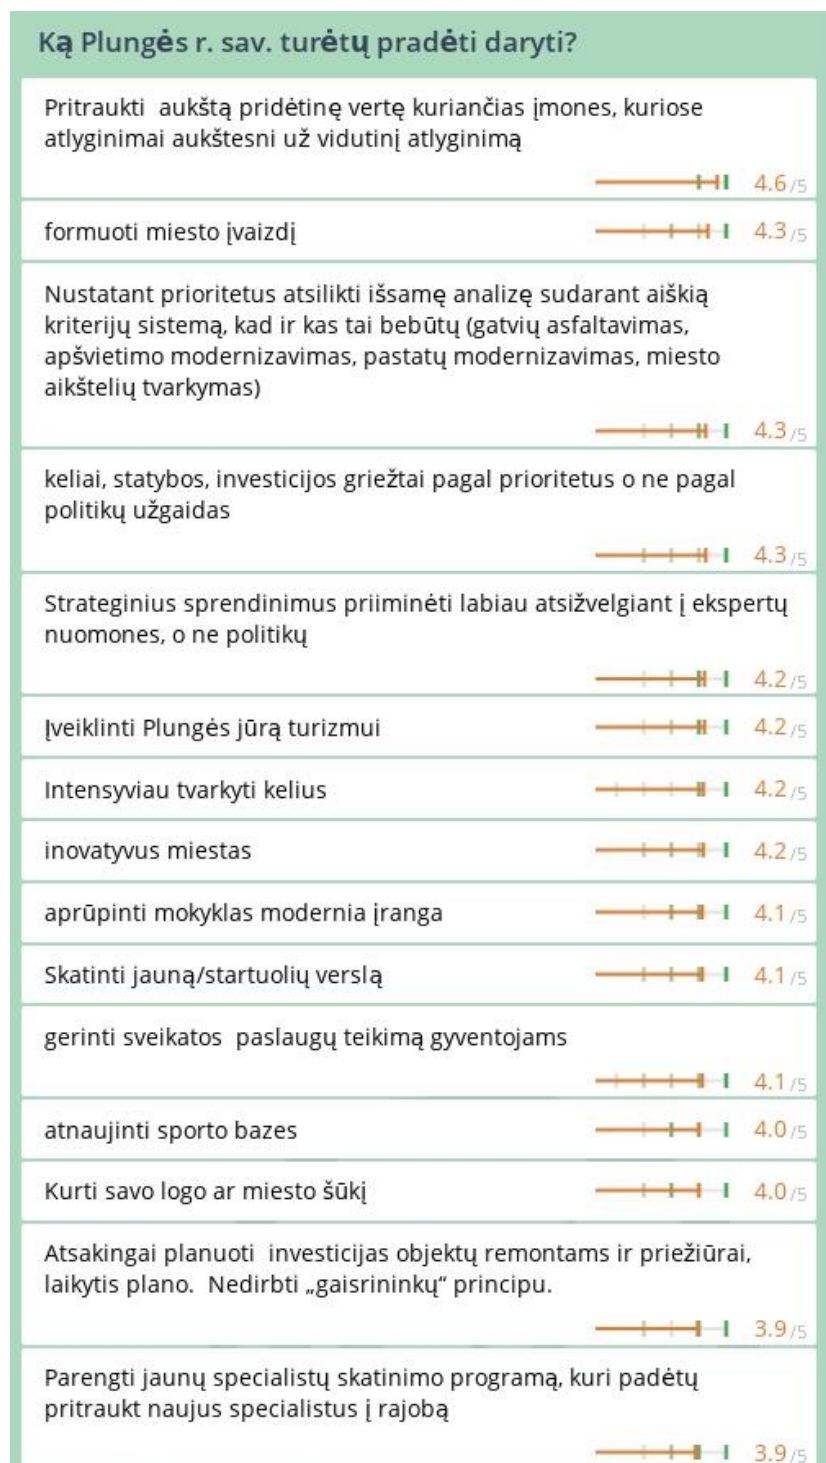 Ką Plungės r. sav. turėtų pradėti daryti?
Pritraukti  aukštą pridėtinę vertę kuriančias įmones, kuriose
atlyginimai aukštesni už vidutinį atlyginimą
4.6/5
formuoti miesto įvaizdį
4.3/5
Nustatant prioritetus atsilikti išsamę analizę sudarant aiškią
kriterijų sistemą, kad ir kas tai bebūtų (gatvių asfaltavimas,
apšvietimo modernizavimas, pastatų modernizavimas, miesto
aikštelių tvarkymas)
4.3/5
keliai, statybos, investicijos griežtai pagal prioritetus o ne pagal
politikų užgaidas
4.3/5
Strateginius sprendinimus priiminėti labiau atsižvelgiant į ekspertų
nuomones, o ne politikų
4.2/5
Įveiklinti Plungės jūrą turizmui
4.2/5
Intensyviau tvarkyti kelius
4.2/5
inovatyvus miestas
4.2/5
aprūpinti mokyklas modernia įranga
4.1/5
Skatinti jauną/startuolių verslą
4.1/5
gerinti sveikatos  paslaugų teikimą gyventojams
4.1/5
atnaujinti sporto bazes
4.0/5
Kurti savo logo ar miesto šūkį
4.0/5
Atsakingai planuoti  investicijas objektų remontams ir priežiūrai,
laikytis plano.  Nedirbti „gaisrininkų“ principu.
3.9/5
Parengti jaunų specialistų skatinimo programą, kuri padėtų
pritraukt naujus specialistus į rajobą
3.9/5